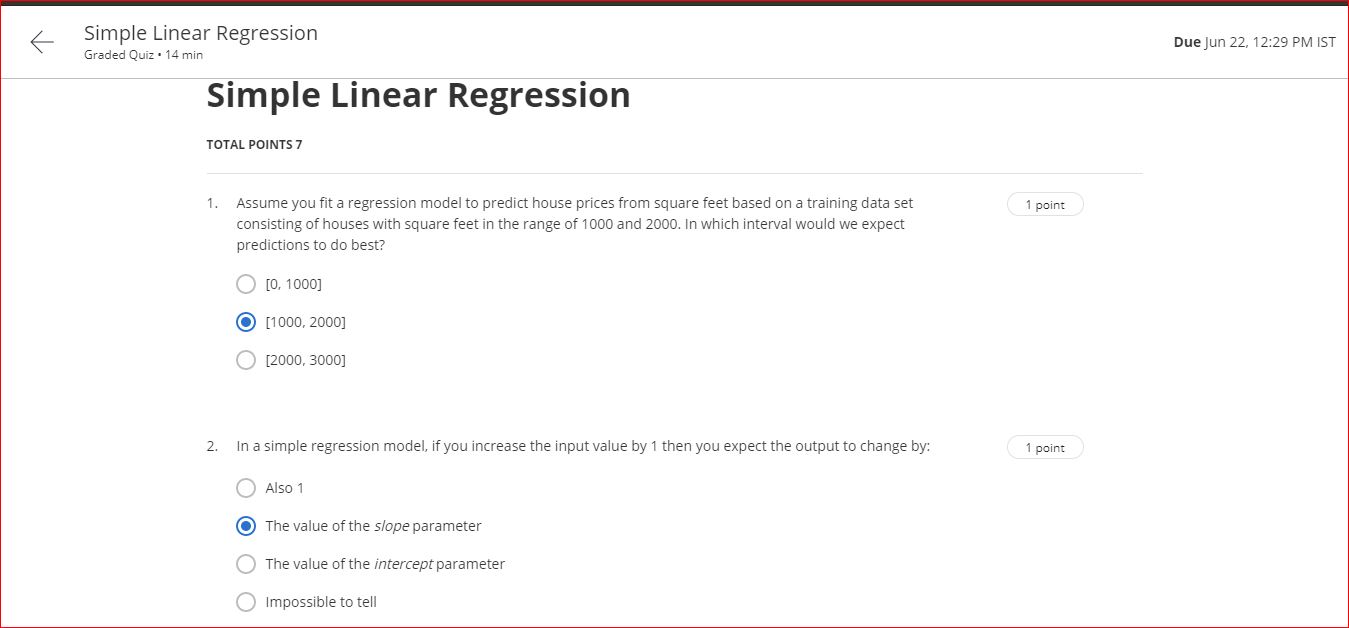 Simple Linear Regression
Graded Quiz • 14 min
Due Jun 22, 12:29 PM IST
Simple Linear Regression
TOTAL POINTS 7
1. Assume you fit a regression model to predict house prices from square feet based on a training data set
consisting of houses with square feet in the range of 1000 and 2000. In which interval would we expect
predictions to do best?
1 point
[0, 1000]
[1000, 2000]
[2000, 3000]
2. In a simple regression model, if you increase the input value by 1 then you expect the output to change by:
1 point
Also 1
The value of the slope parameter
The value of the intercept parameter
Impossible to tell